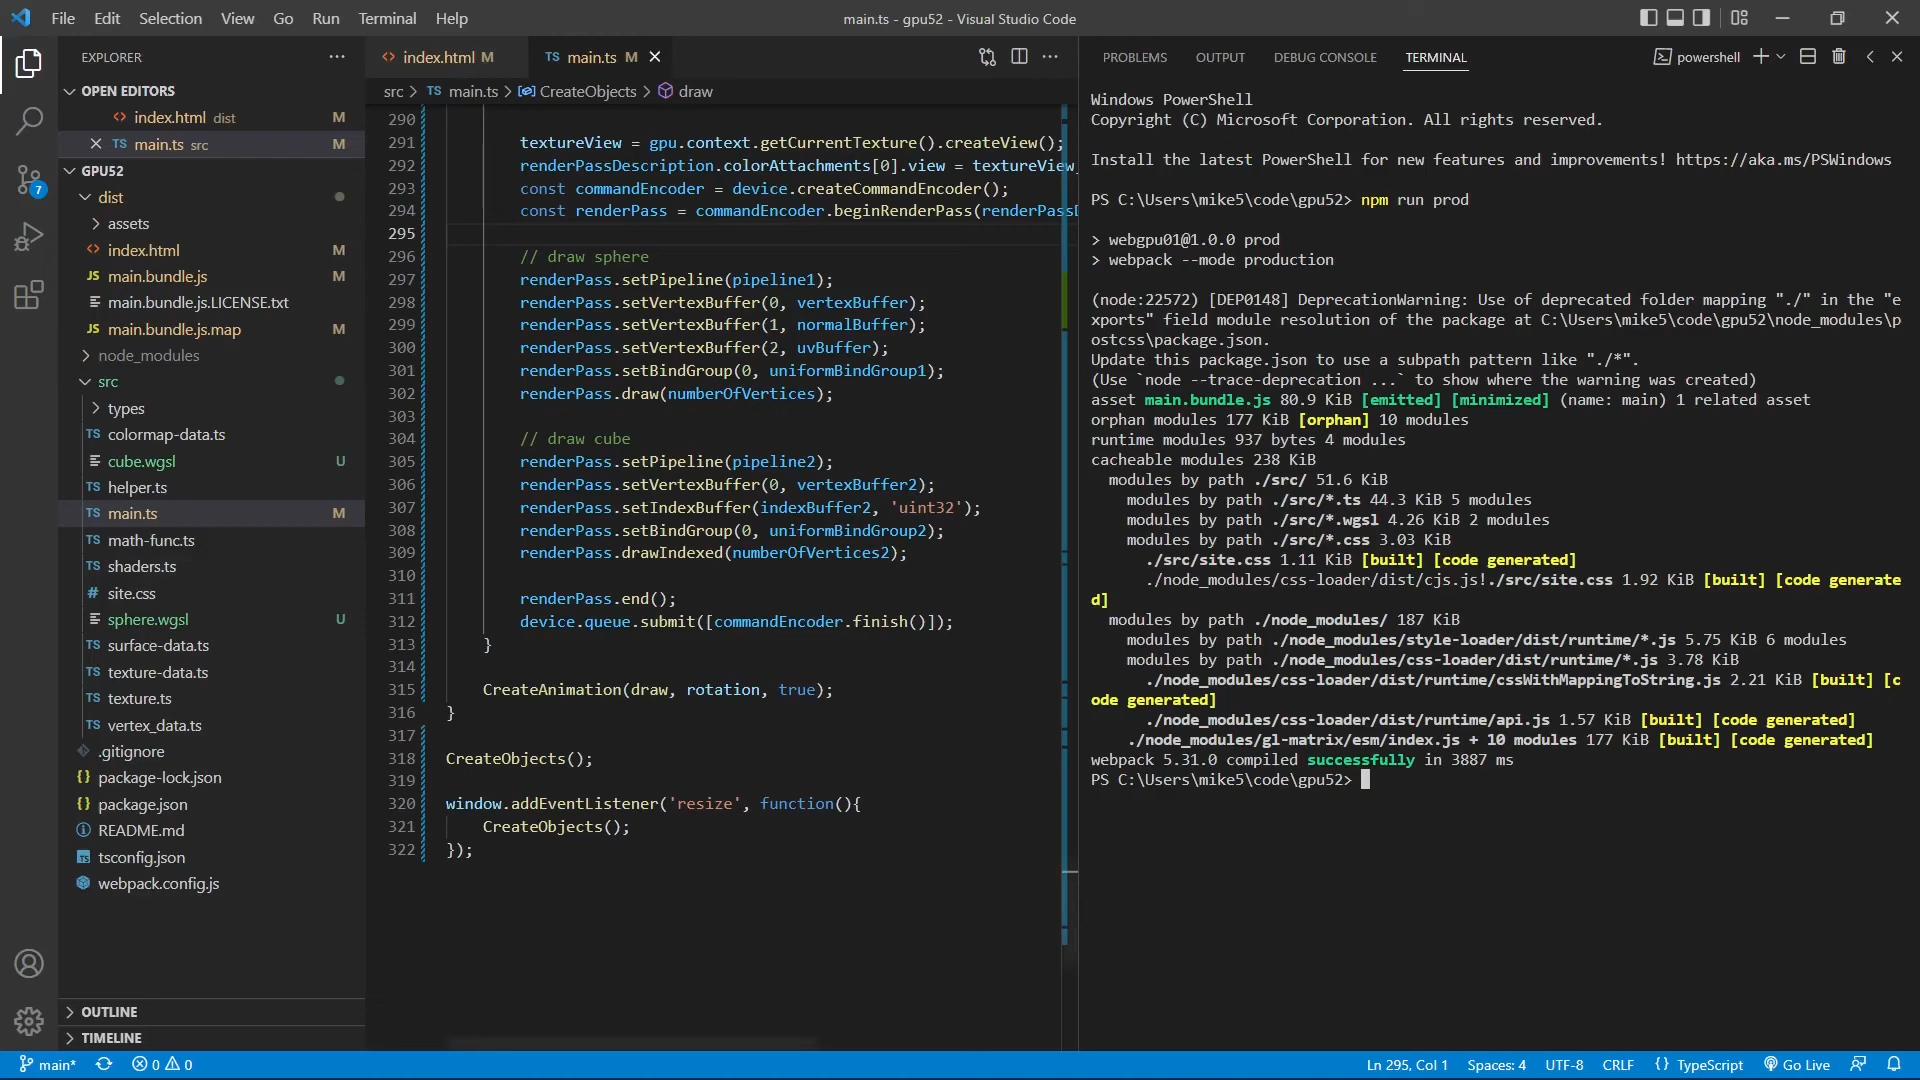 File Edit Selection View Go Run Terminal Help
main.ts - gpu52 - Visual Studio Code
EXPLORER
OPEN EDITORS
index.html dist M
main.ts src M
GPU52
dist
assets
index.html M
main.bundle.js M
main.bundle.js.LICENSE.txt
main.bundle.js.map M
node_modules
src
types
colormap-data.ts
cube.wgsl U
helper.ts
main.ts M
math-func.ts
shaders.ts
site.css
sphere.wgsl U
surface-data.ts
texture-data.ts
texture.ts
vertex_data.ts
.gitignore
package-lock.json
package.json
README.md
tsconfig.json
webpack.config.js
OUTLINE
TIMELINE
7
index.html M
TS main.ts M
src > TS main.ts > CreateObjects > draw
290
291 textureView = gpu.context.getCurrentTexture().createView();
292 renderPassDescription.colorAttachments[0].view = textureView
293 const commandEncoder = device.createCommandEncoder();
294 const renderPass = commandEncoder.beginRenderPass(renderPassD
295
296 // draw sphere
297 renderPass.setPipeline(pipeline1);
298 renderPass.setVertexBuffer(0, vertexBuffer);
299 renderPass.setVertexBuffer(1, normalBuffer);
300 renderPass.setVertexBuffer(2, uvBuffer);
301 renderPass.setBindGroup(0, uniformBindGroup1);
302 renderPass.draw(numberOfVertices);
303
304 // draw cube
305 renderPass.setPipeline(pipeline2);
306 renderPass.setVertexBuffer(0, vertexBuffer2);
307 renderPass.setIndexBuffer(indexBuffer2, 'uint32');
308 renderPass.setBindGroup(0, uniformBindGroup2);
309 renderPass.drawIndexed(numberOfVertices2);
310
311 renderPass.end();
312 device.queue.submit([commandEncoder.finish()]);
313 }
314
315 CreateAnimation(draw, rotation, true);
316 }
317
318 CreateObjects();
319
320 window.addEventListener('resize', function(){
321 CreateObjects();
322 });
PROBLEMS OUTPUT DEBUG CONSOLE TERMINAL
powershell
Windows PowerShell
Copyright (C) Microsoft Corporation. All rights reserved.
Install the latest PowerShell for new features and improvements! https://aka.ms/PSWindows
PS C:\Users\mike5\code\gpu52> npm run prod
> webgpu01@1.0.0 prod
> webpack --mode production
(node:22572) [DEP0148] DeprecationWarning: Use of deprecated folder mapping "./" in the "e
xports" field module resolution of the package at C:\Users\mike5\code\gpu52\node_modules\p
ostcss\package.json.
Update this package.json to use a subpath pattern like "./*".
(Use `node --trace-deprecation ...` to show where the warning was created)
asset main.bundle.js 80.9 KiB [emitted] [minimized] (name: main) 1 related asset
orphan modules 177 KiB [orphan] 10 modules
runtime modules 937 bytes 4 modules
cacheable modules 238 KiB
modules by path ./src/ 51.6 KiB
modules by path ./src/*.ts 44.3 KiB 5 modules
modules by path ./src/*.wgsl 4.26 KiB 2 modules
modules by path ./src/*.css 3.03 KiB
./src/site.css 1.11 KiB [built] [code generated]
./node_modules/css-loader/dist/cjs.js!./src/site.css 1.92 KiB [built] [code generate
d]
modules by path ./node_modules/ 187 KiB
modules by path ./node_modules/style-loader/dist/runtime/*.js 5.75 KiB 6 modules
modules by path ./node_modules/css-loader/dist/runtime/*.js 3.78 KiB
./node_modules/css-loader/dist/runtime/cssWithMappingToString.js 2.21 KiB [built] [c
ode generated]
./node_modules/css-loader/dist/runtime/api.js 1.57 KiB [built] [code generated]
./node_modules/gl-matrix/esm/index.js + 10 modules 177 KiB [built] [code generated]
webpack 5.31.0 compiled successfully in 3887 ms
PS C:\Users\mike5\code\gpu52>
main* 0 0
Ln 295, Col 1 Spaces: 4 UTF-8 CRLF TypeScript Go Live